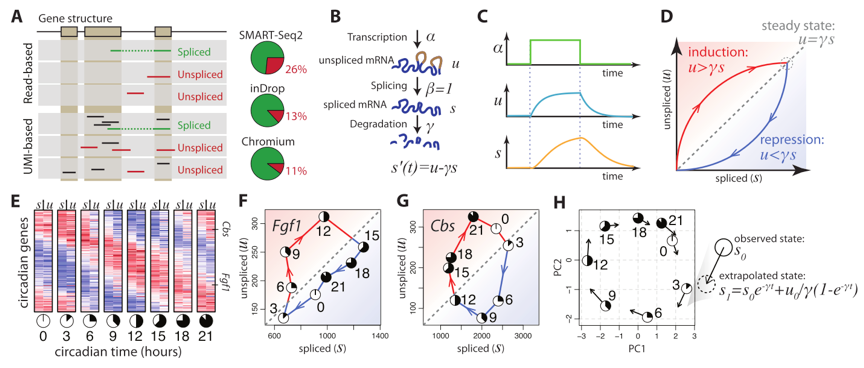 A
Gene structure
Read-based
Spliced
Unspliced
Unspliced
UMI-based
Spliced
Unspliced
Unspliced
SMART-Seq2
26%
inDrop
13%
Chromium
11%
B
Transcription
α
unspliced mRNA
u
Splicing
β=1
spliced mRNA
s
Degradation
γ
s'(t)=u-γs
C
α
time
u
time
s
time
D
steady state:
u=γs
induction:
u>γs
repression:
u<γs
unspliced (u)
spliced (s)
E
s u s u s u s u s u s u s u s u
circadian genes
Cbs
Fgf1
0 3 6 9 12 15 18 21
circadian time (hours)
F
Fgf1
unspliced (u)
150 200 250 300
12
15
9
18
6
21
0
3
600 800 1000 1400
spliced (s)
G
Cbs
unspliced (u)
100 200 300
21
0
3
18
15
12
6
9
1000 2000 3000
spliced (s)
H
PC2
-2 -1 0 1
18
21
15
0
12
3
9
6
-2 -1 0 1 2 3
PC1
observed state:
s0
extrapolated state:
s1=s0e-γt+u0/γ(1-e-γt)